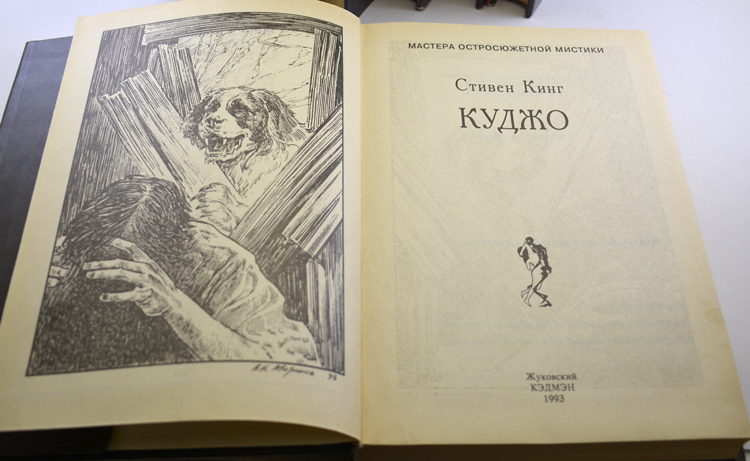 МАСТЕРА ОСТРОСЮЖЕТНОЙ МИСТИКИ
Стивен Кинг
КУДЖО
Жуковский
КЭДМЭН
1993